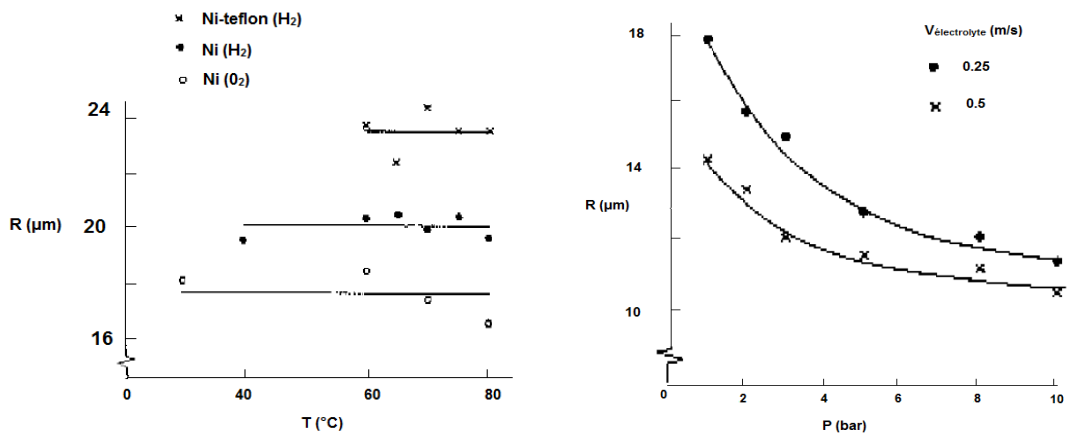 Ni-teflon (H₂)
Ni (H₂)
Ni (0₂)
24
20
16
R (µm)
0
40
60
80
T (°C)
18
14
10
R (µm)
Vélectrolyte (m/s)
0.25
0.5
0
2
4
6
8
10
P (bar)